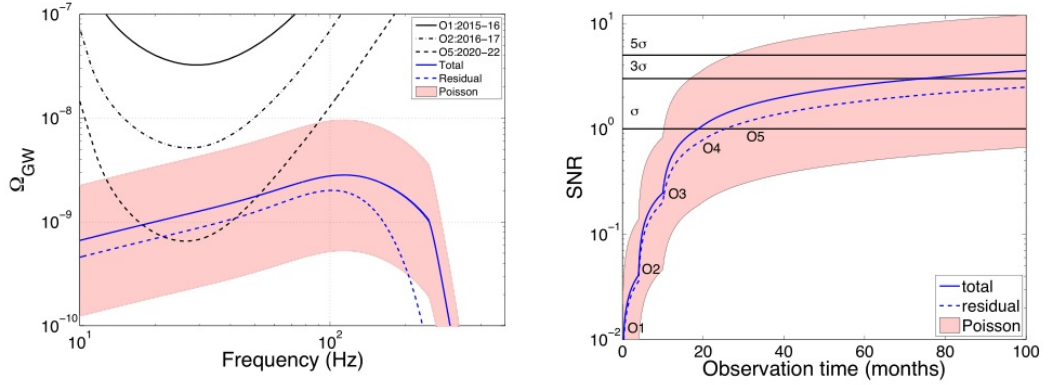 10⁻⁷
10⁻⁸
10⁻⁹
10⁻¹⁰
Ω_GW
10¹
10²
Frequency (Hz)
O1:2015−16
O2:2016−17
O5:2020−22
Total
Residual
Poisson
10¹
10⁰
10⁻¹
10⁻²
SNR
5σ
3σ
σ
O1
O2
O3
O4
O5
total
residual
Poisson
0
20
40
60
80
100
Observation time (months)